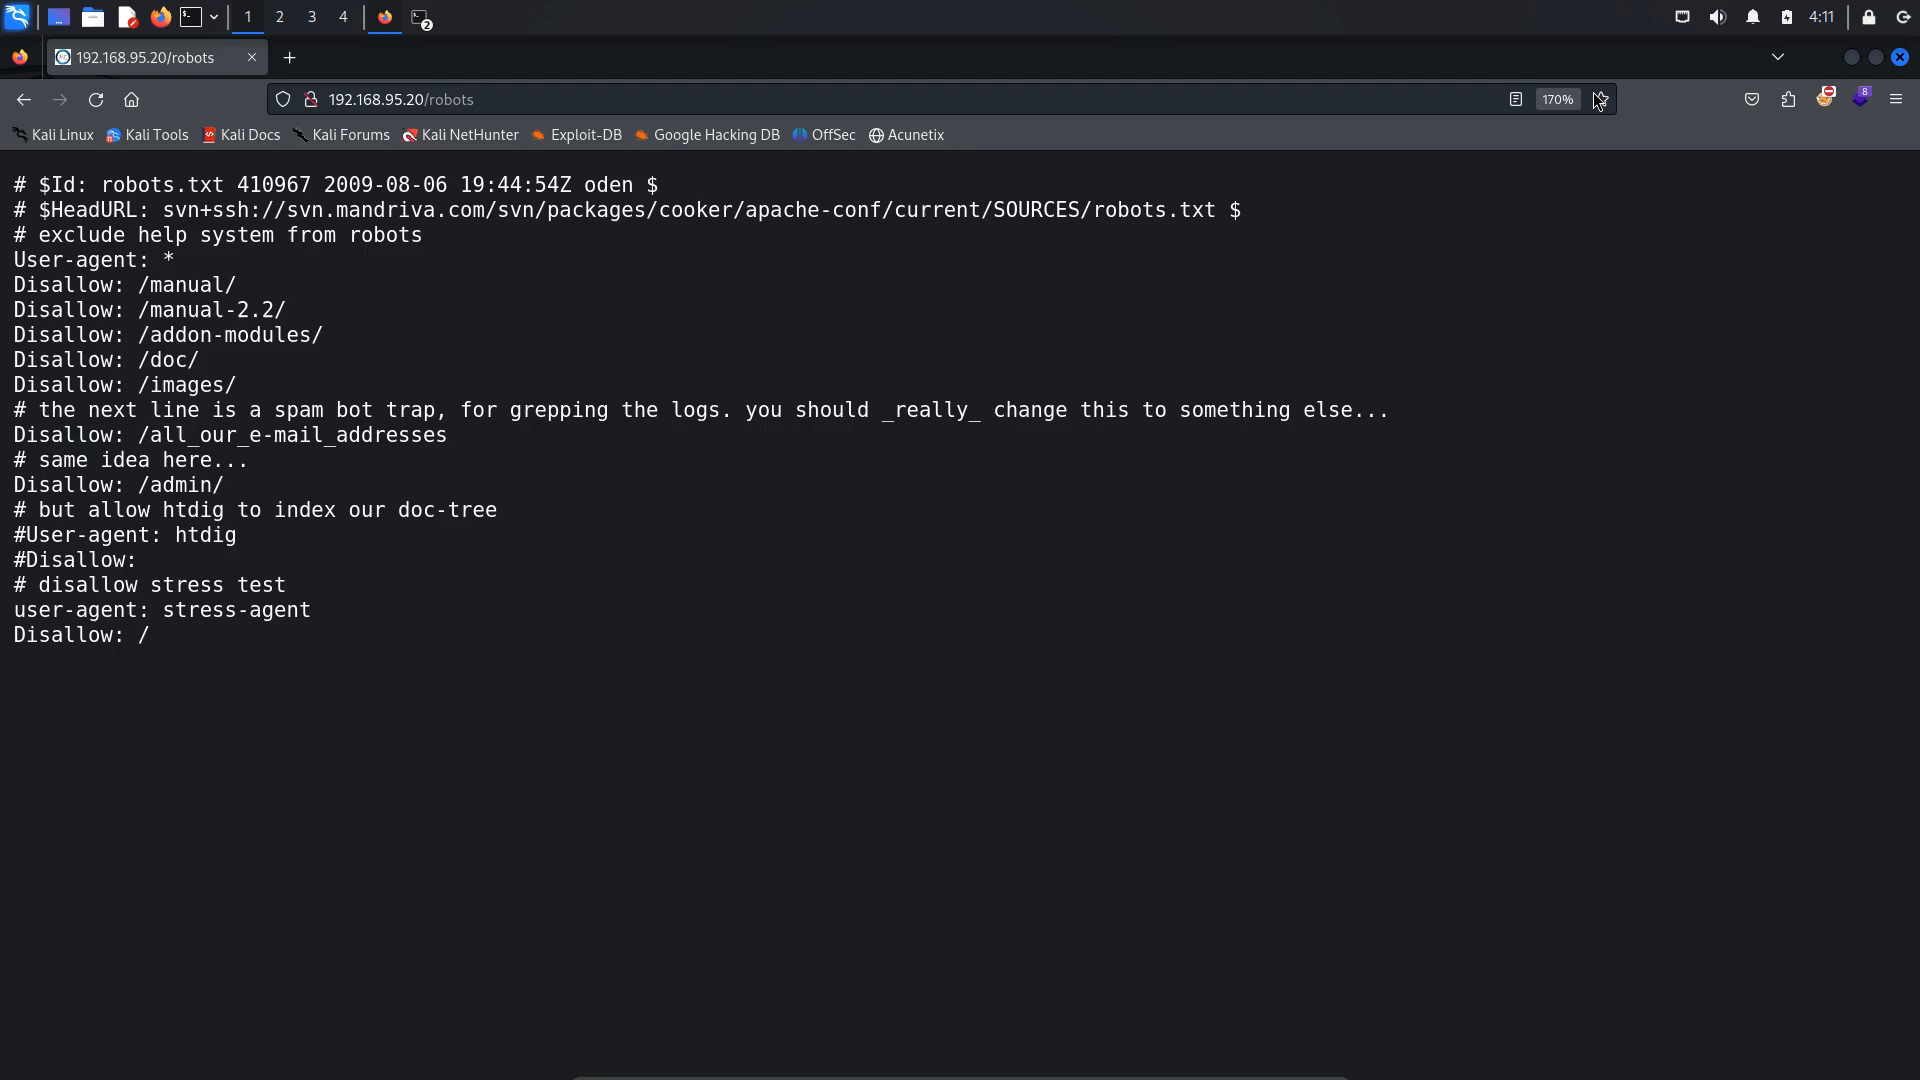 1 2 3 4 2 4:11
192.168.95.20/robots
192.168.95.20/robots 170% 8
Kali Linux Kali Tools Kali Docs Kali Forums Kali NetHunter Exploit-DB Google Hacking DB OffSec Acunetix
# $Id: robots.txt 410967 2009-08-06 19:44:54Z oden $
# $HeadURL: svn+ssh://svn.mandriva.com/svn/packages/cooker/apache-conf/current/SOURCES/robots.txt $
# exclude help system from robots
User-agent: *
Disallow: /manual/
Disallow: /manual-2.2/
Disallow: /addon-modules/
Disallow: /doc/
Disallow: /images/
# the next line is a spam bot trap, for grepping the logs. you should _really_ change this to something else...
Disallow: /all_our_e-mail_addresses
# same idea here...
Disallow: /admin/
# but allow htdig to index our doc-tree
#User-agent: htdig
#Disallow:
# disallow stress test
user-agent: stress-agent
Disallow: /